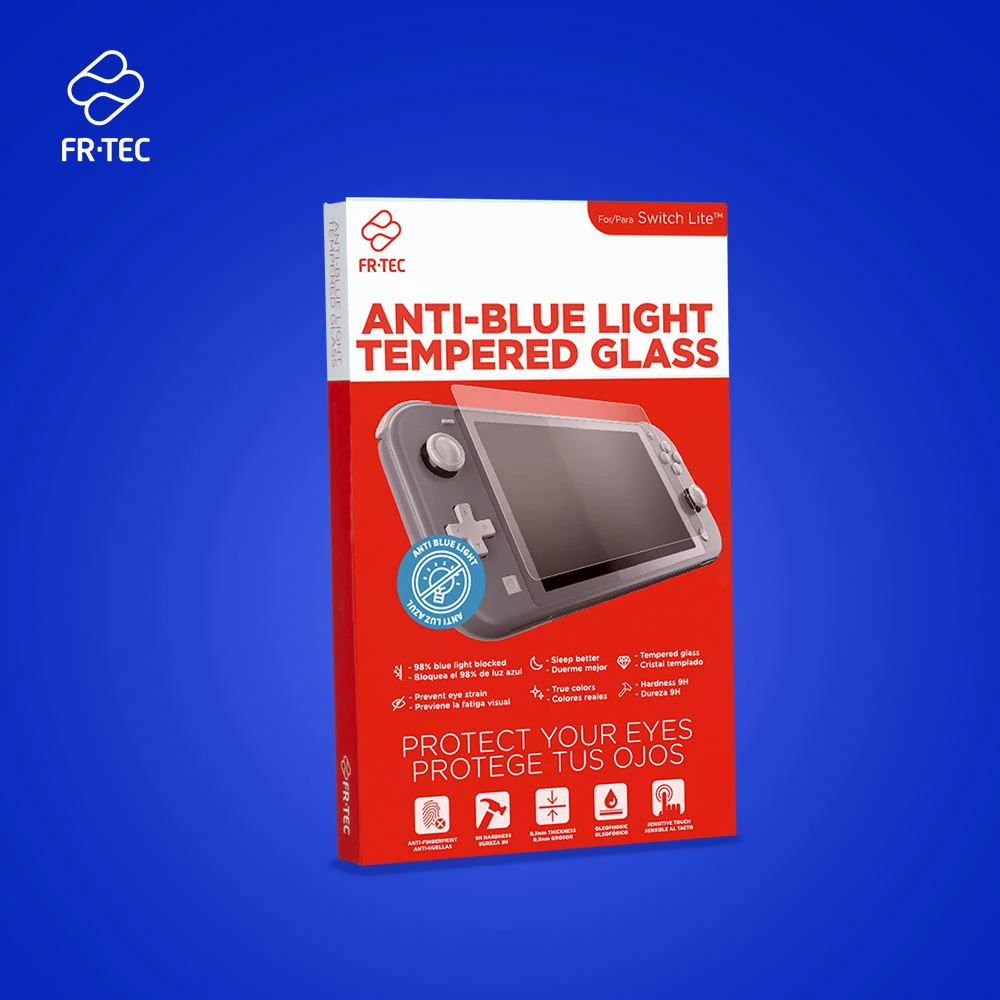 FR·TEC
FR·TEC
For/Para Switch Lite™
ANTI-BLUE LIGHT
TEMPERED GLASS
ANTI-BLUE LIGHT
TEMPERED GLASS
ANTI BLUE LIGHT
ANTI LUZ AZUL
- 98% blue light blocked
- Bloquea el 98% de luz azul
- Sleep better
- Duerme mejor
- Tempered glass
- Cristal templado
- Prevent eye strain
- Previene la fatiga visual
- True colors
- Colores reales
- Hardness 9H
- Dureza 9H
PROTECT YOUR EYES
PROTEGE TUS OJOS
ANTI-FINGERPRINT
ANTI-HUELLAS
9H HARDNESS
DUREZA 9H
0,3mm THICKNESS
0,3mm GROSOR
OLEOPHOBIC
OLEOFÓBICO
SENSITIVE TOUCH
SENSIBLE AL TACTO
FR·TEC